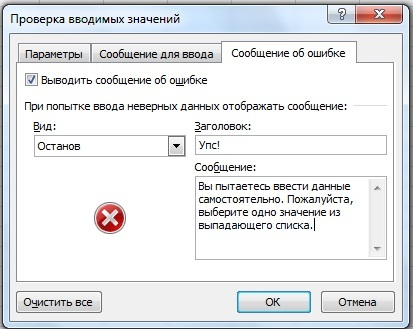 Проверка вводимых значений
Параметры Сообщение для ввода Сообщение об ошибке
Выводить сообщение об ошибке
При попытке ввода неверных данных отображать сообщение:
Вид: Заголовок:
Останов Упс!
Сообщение:
Вы пытаетесь ввести данные
самостоятельно. Пожалуйста,
выберите одно значение из
выпадающего списка.
Очистить все ОК Отмена